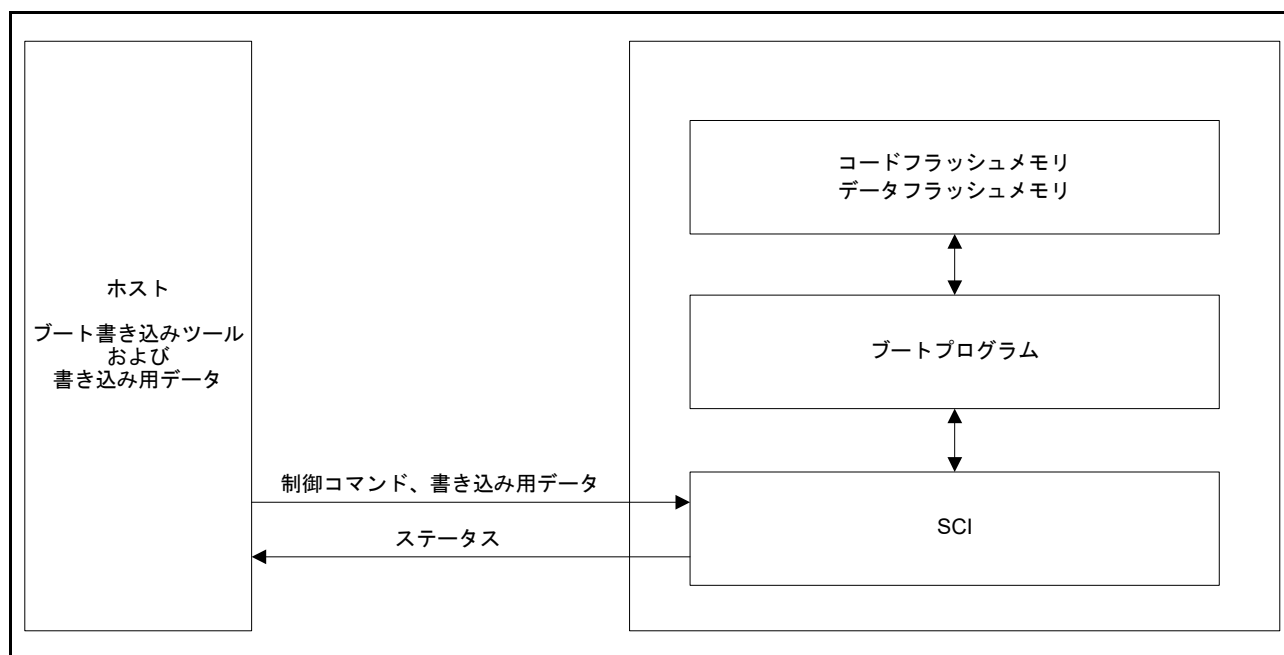 ホスト
ブート書き込みツール
および
書き込み用データ
制御コマンド、書き込み用データ
ステータス
コードフラッシュメモリ
データフラッシュメモリ
ブートプログラム
SCI